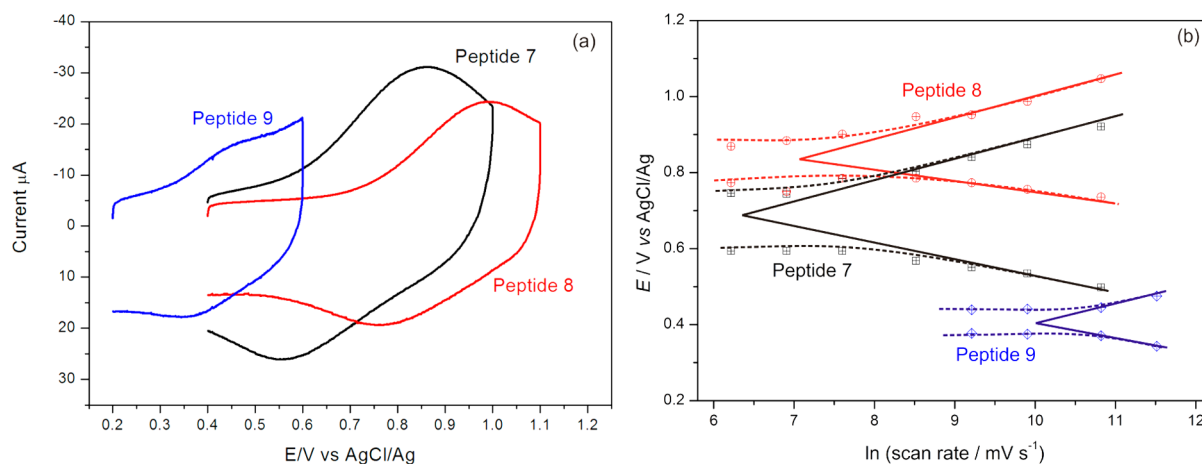 (a)
-40
-30
-20
-10
0
10
20
30
Current µA
Peptide 7
Peptide 9
Peptide 8
0.2 0.3 0.4 0.5 0.6 0.7 0.8 0.9 1.0 1.1 1.2
E/V vs AgCl/Ag
(b)
1.2
1.0
0.8
0.6
0.4
0.2
E / V vs AgCl/Ag
Peptide 8
Peptide 7
Peptide 9
6 7 8 9 10 11 12
ln (scan rate / mV s⁻¹)